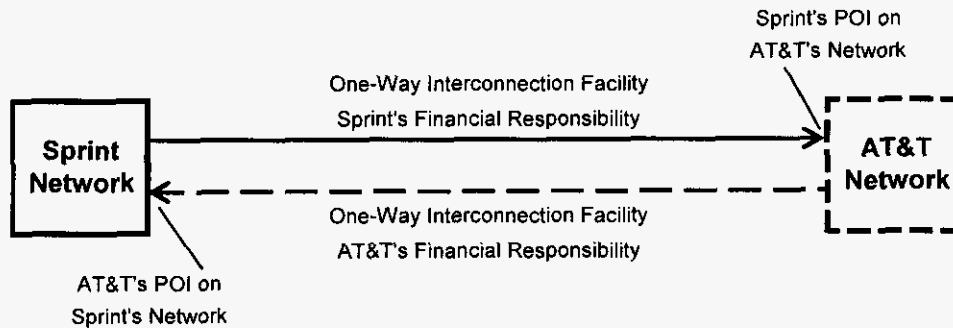 Sprint's POI on
AT&T's Network
One-Way Interconnection Facility
Sprint's Financial Responsibility
Sprint
Network
AT&T
Network
One-Way Interconnection Facility
AT&T's Financial Responsibility
AT&T's POI on
Sprint's Network